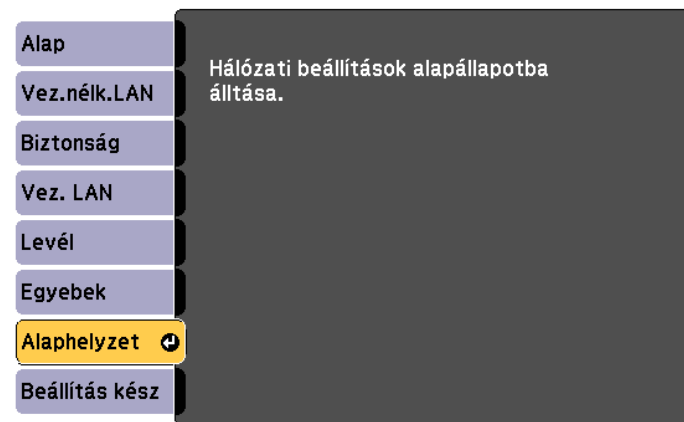 Alap
Vez.nélk.LAN
Biztonság
Vez. LAN
Levél
Egyebek
Alaphelyzet
Beállítás kész
Hálózati beállítások alapállapotba
álltása.